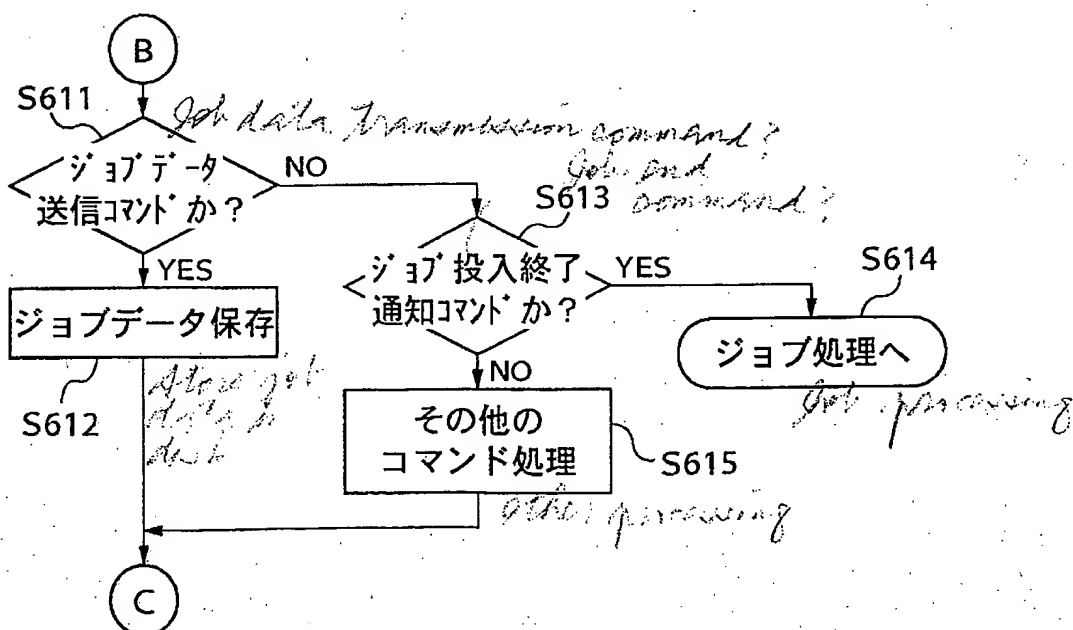 B
S611
Job data transmission command?
ジョブデータ
送信コマンドか?
NO
Job end
command?
S613
YES
ジョブ投入終了
通知コマンドか?
YES
S614
ジョブデータ保存
ジョブ処理へ
Job processing
S612
Store job
data
NO
その他の
コマンド処理
S615
Other processing
C